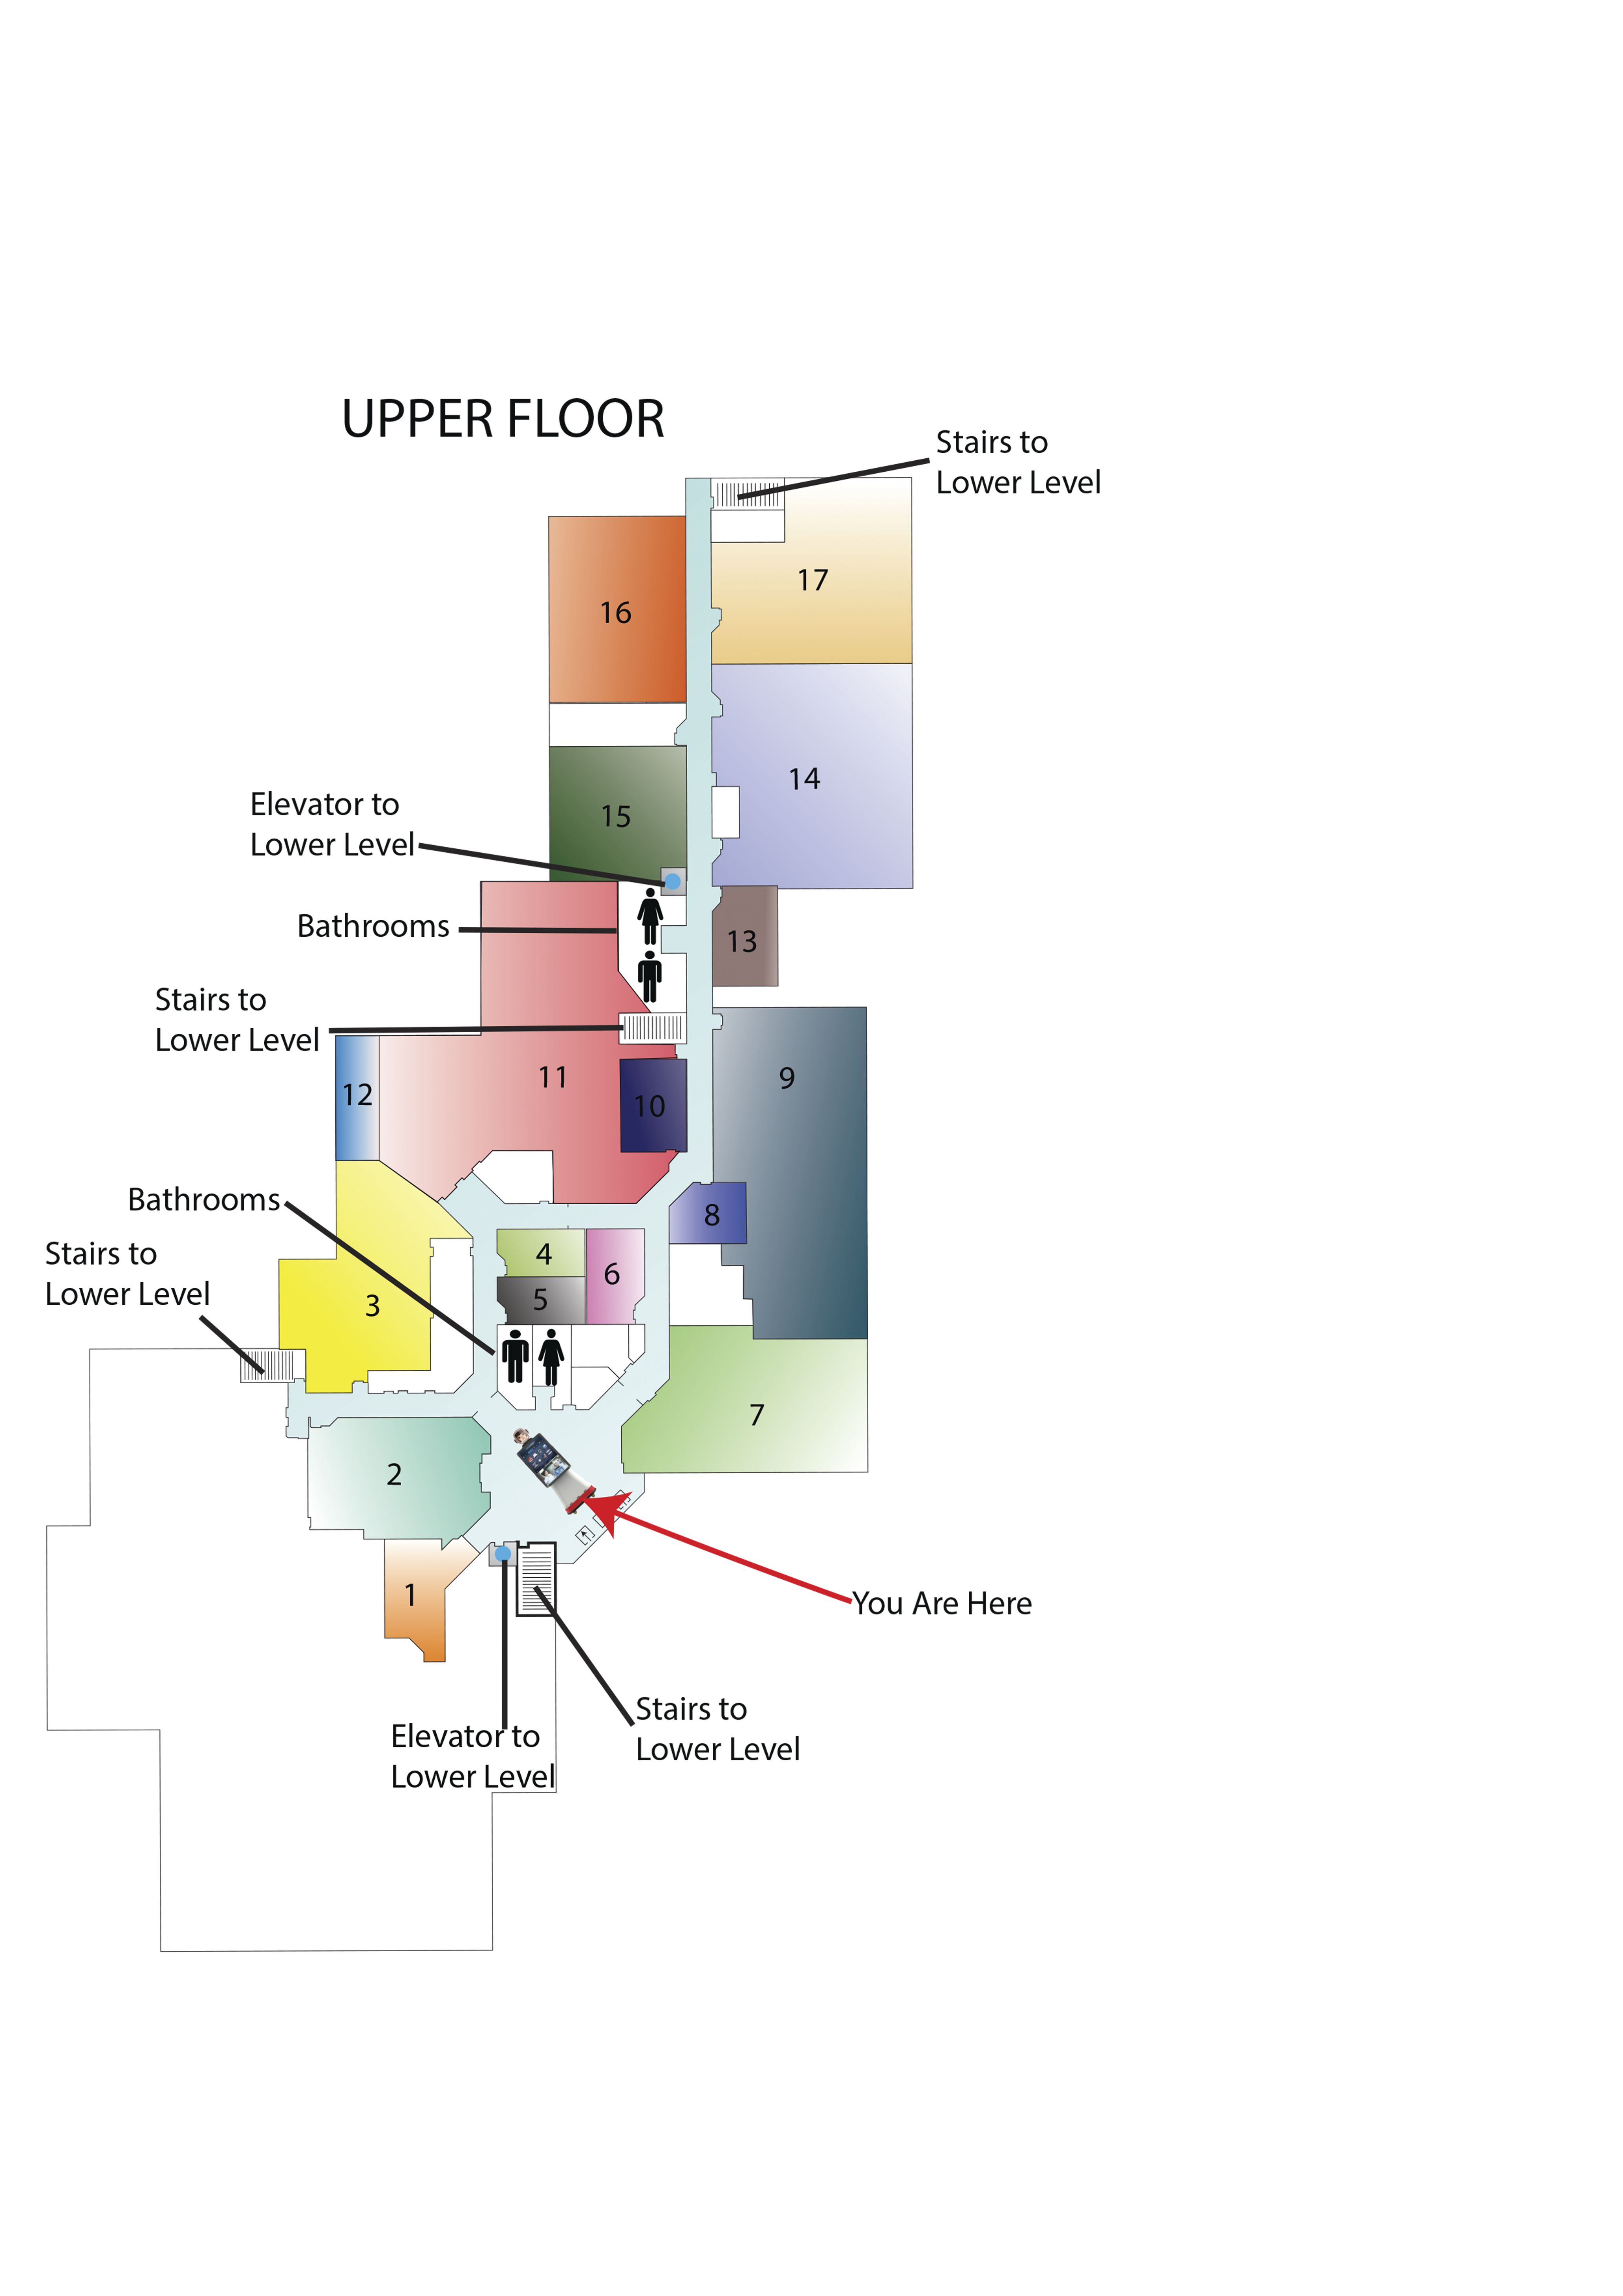 UPPER FLOOR
Stairs to
Lower Level
17
16
14
Elevator to
Lower Level
15
Bathrooms
13
Stairs to
Lower Level
11
9
12
10
Bathrooms
8
Stairs to
Lower Level
4
6
5
3
7
2
1
You Are Here
Stairs to
Lower Level
Elevator to
Lower Level